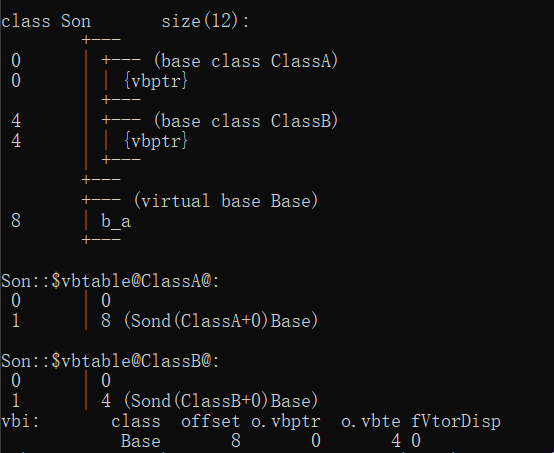 class Son	size(12):
	+---
 0	| +--- (base class ClassA)
 0	| | {vbptr}
	| +---
 4	| +--- (base class ClassB)
 4	| | {vbptr}
	| +---
	+---
	+--- (virtual base Base)
 8	| b_a
	+---
Son::$vbtable@ClassA@:
 0	| 0
 1	| 8 (Sond(ClassA+0)Base)
Son::$vbtable@ClassB@:
 0	| 0
 1	| 4 (Sond(ClassB+0)Base)
vbi:	   class  offset o.vbptr  o.vbte fVtorDisp
	    Base       8       0       4 0